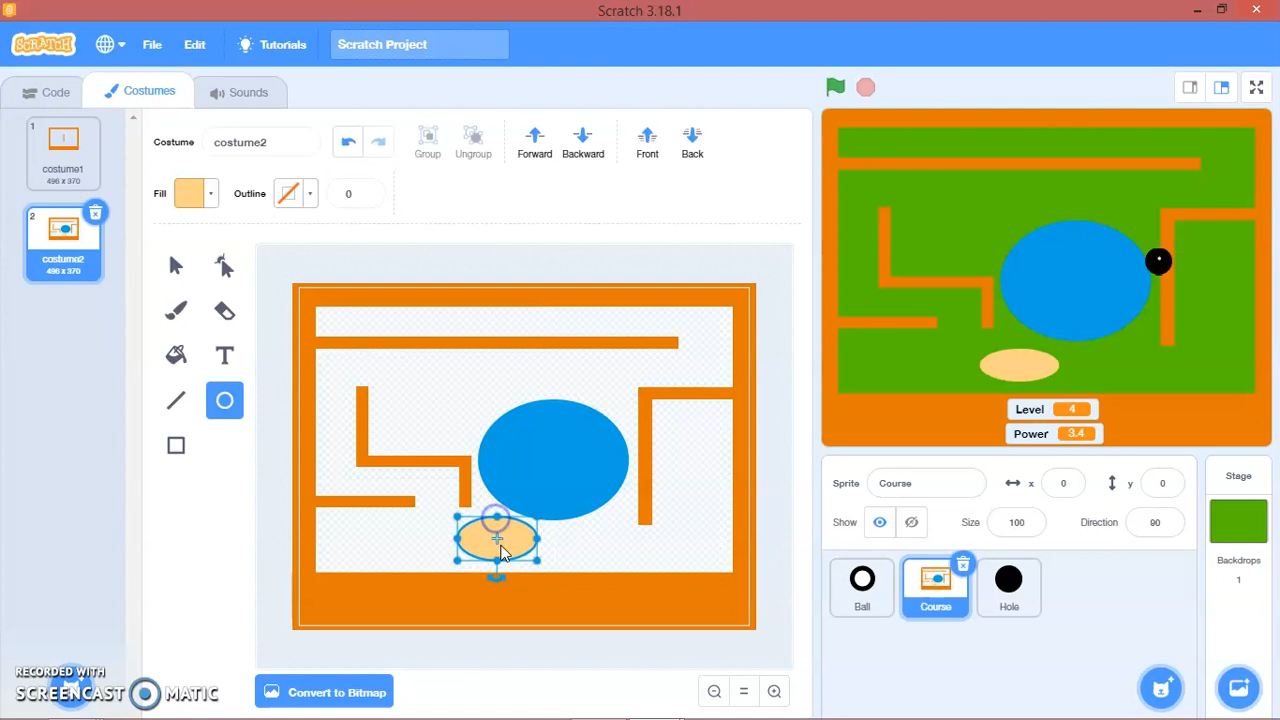 Scratch 3.18.1
SCRATCH File Edit Tutorials Scratch Project
Code Costumes Sounds
1
costume1
496 x 370
2
costume2
496 x 370
Costume costume2 Group Ungroup Forward Backward Front Back
Fill Outline 0
Level 4
Power 3.4
Sprite Course x 0 y 0
Show Size 100 Direction 90
Stage
Backdrops
1
Ball Course Hole
Convert to Bitmap
RECORDED WITH
SCREENCAST MATIC